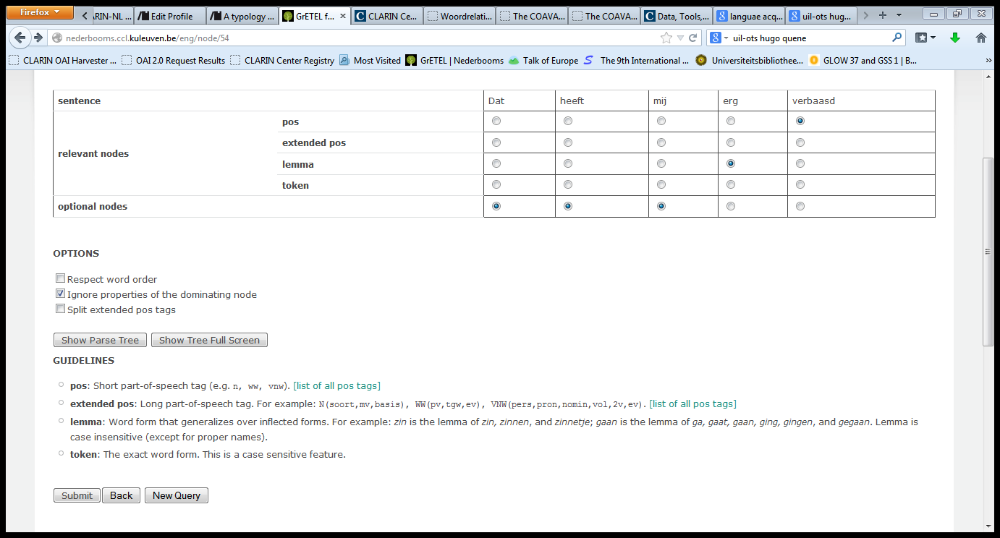 Firefox
ARIN-NL ... Edit Profile A typology ... GrETEL f... CLARIN Ce... Woordrelati... The COAVA... The COAVA... Data, Tools,... languae acq... uil-ots hug...
nederbooms.ccl.kuleuven.be/eng/node/54 uil-ots hugo quene
CLARIN OAI Harvester ... OAI 2.0 Request Results CLARIN Center Registry Most Visited GrETEL | Nederbooms Talk of Europe The 9th International ... Universiteitsbibliothee... GLOW 37 and GSS 1 | B... »
sentence Dat heeft mij erg verbaasd
relevant nodes
pos
extended pos
lemma
token
optional nodes
OPTIONS
Respect word order
Ignore properties of the dominating node
Split extended pos tags
Show Parse Tree Show Tree Full Screen
GUIDELINES
pos: Short part-of-speech tag (e.g. n, ww, vnw). [list of all pos tags]
extended pos: Long part-of-speech tag. For example: N(soort,mv,basis), WW(pv,tgw,ev), VNW(pers,pron,nomin,vol,2v,ev). [list of all pos tags]
lemma: Word form that generalizes over inflected forms. For example: zin is the lemma of zin, zinnen, and zinnetje; gaan is the lemma of ga, gaat, gaan, ging, gingen, and gegaan. Lemma is
case insensitive (except for proper names).
token: The exact word form. This is a case sensitive feature.
Submit Back New Query